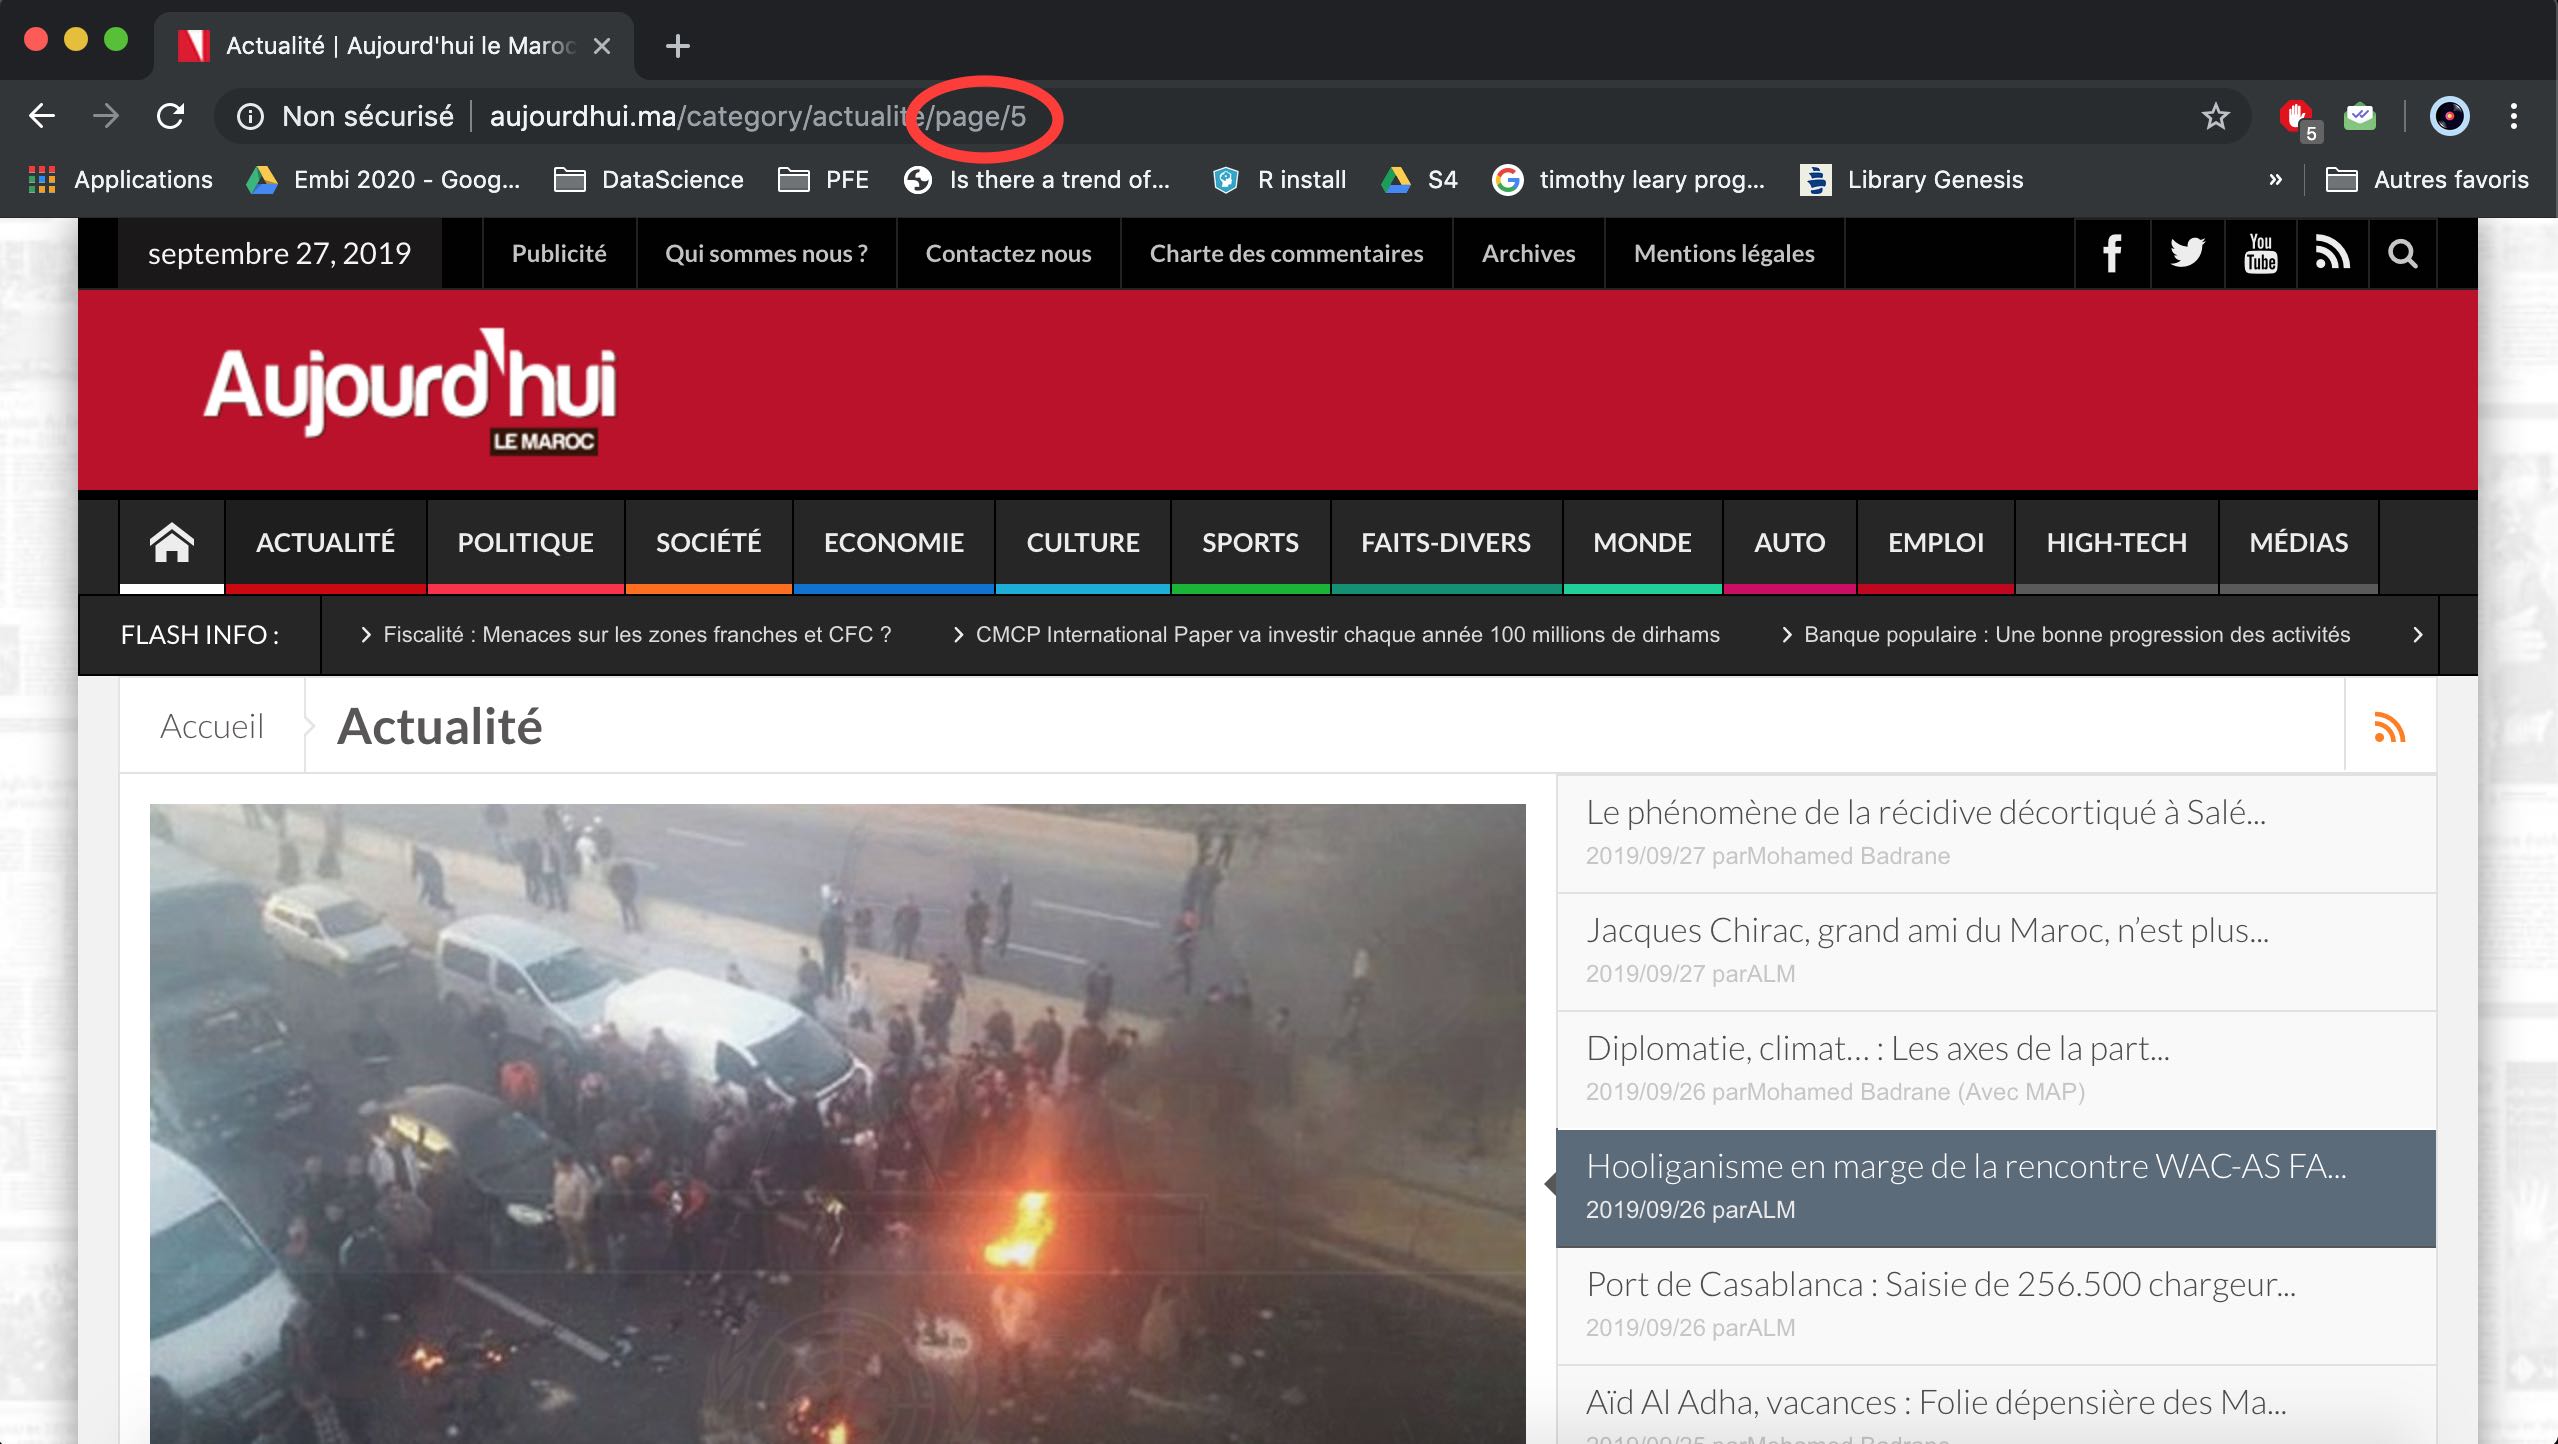 Actualité | Aujourd'hui le Maroc
Non sécurisé | aujourdhui.ma/category/actualite/page/5
5
Applications
Embi 2020 - Goog...
DataScience
PFE
Is there a trend of...
R install
S4
timothy leary prog...
Library Genesis
»
Autres favoris
septembre 27, 2019
Publicité
Qui sommes nous ?
Contactez nous
Charte des commentaires
Archives
Mentions légales
You
Tube
Aujourd'hui
LE MAROC
ACTUALITÉ
POLITIQUE
SOCIÉTÉ
ECONOMIE
CULTURE
SPORTS
FAITS-DIVERS
MONDE
AUTO
EMPLOI
HIGH-TECH
MÉDIAS
FLASH INFO :
Fiscalité : Menaces sur les zones franches et CFC ?
CMCP International Paper va investir chaque année 100 millions de dirhams
Banque populaire : Une bonne progression des activités
Accueil
Actualité
Le phénomène de la récidive décortiqué à Salé...
2019/09/27 parMohamed Badrane
Jacques Chirac, grand ami du Maroc, n’est plus...
2019/09/27 parALM
Diplomatie, climat… : Les axes de la part...
2019/09/26 parMohamed Badrane (Avec MAP)
Hooliganisme en marge de la rencontre WAC-AS FA...
2019/09/26 parALM
Port de Casablanca : Saisie de 256.500 chargeur...
2019/09/26 parALM
Aïd Al Adha, vacances : Folie dépensière des Ma...
2019/09/25 parMohamed Badrane